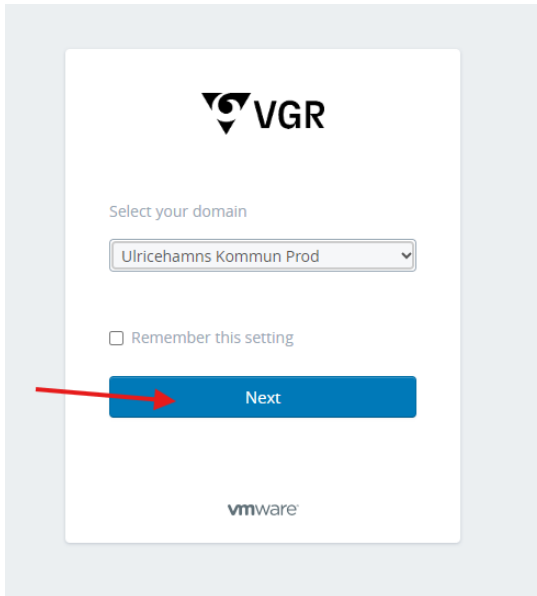 VGR
Select your domain
Ulricehamns Kommun Prod
Remember this setting
Next
vmware